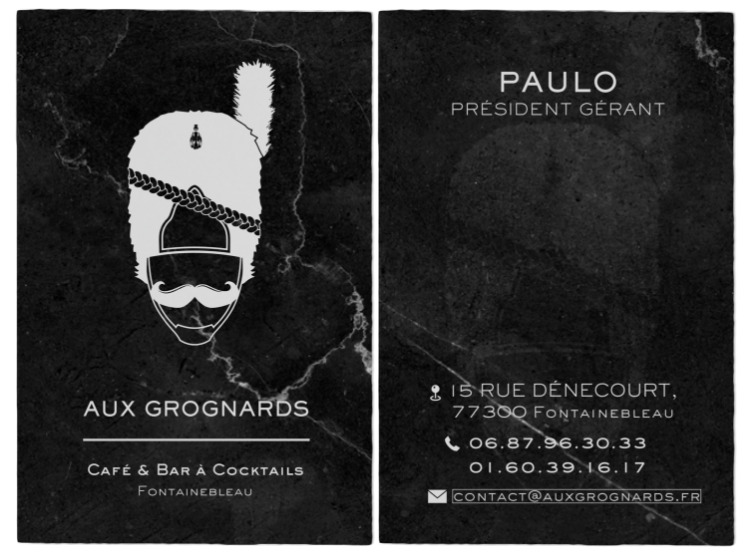 AUX GROGNARDS
CAFÉ & BAR À COCKTAILS
FONTAINEBLEAU
PAULO
PRÉSIDENT GÉRANT
15 RUE DÉNECOURT,
77300 FONTAINEBLEAU
06.87.96.30.33
01.60.39.16.17
CONTACT@AUXGROGNARDS.FR